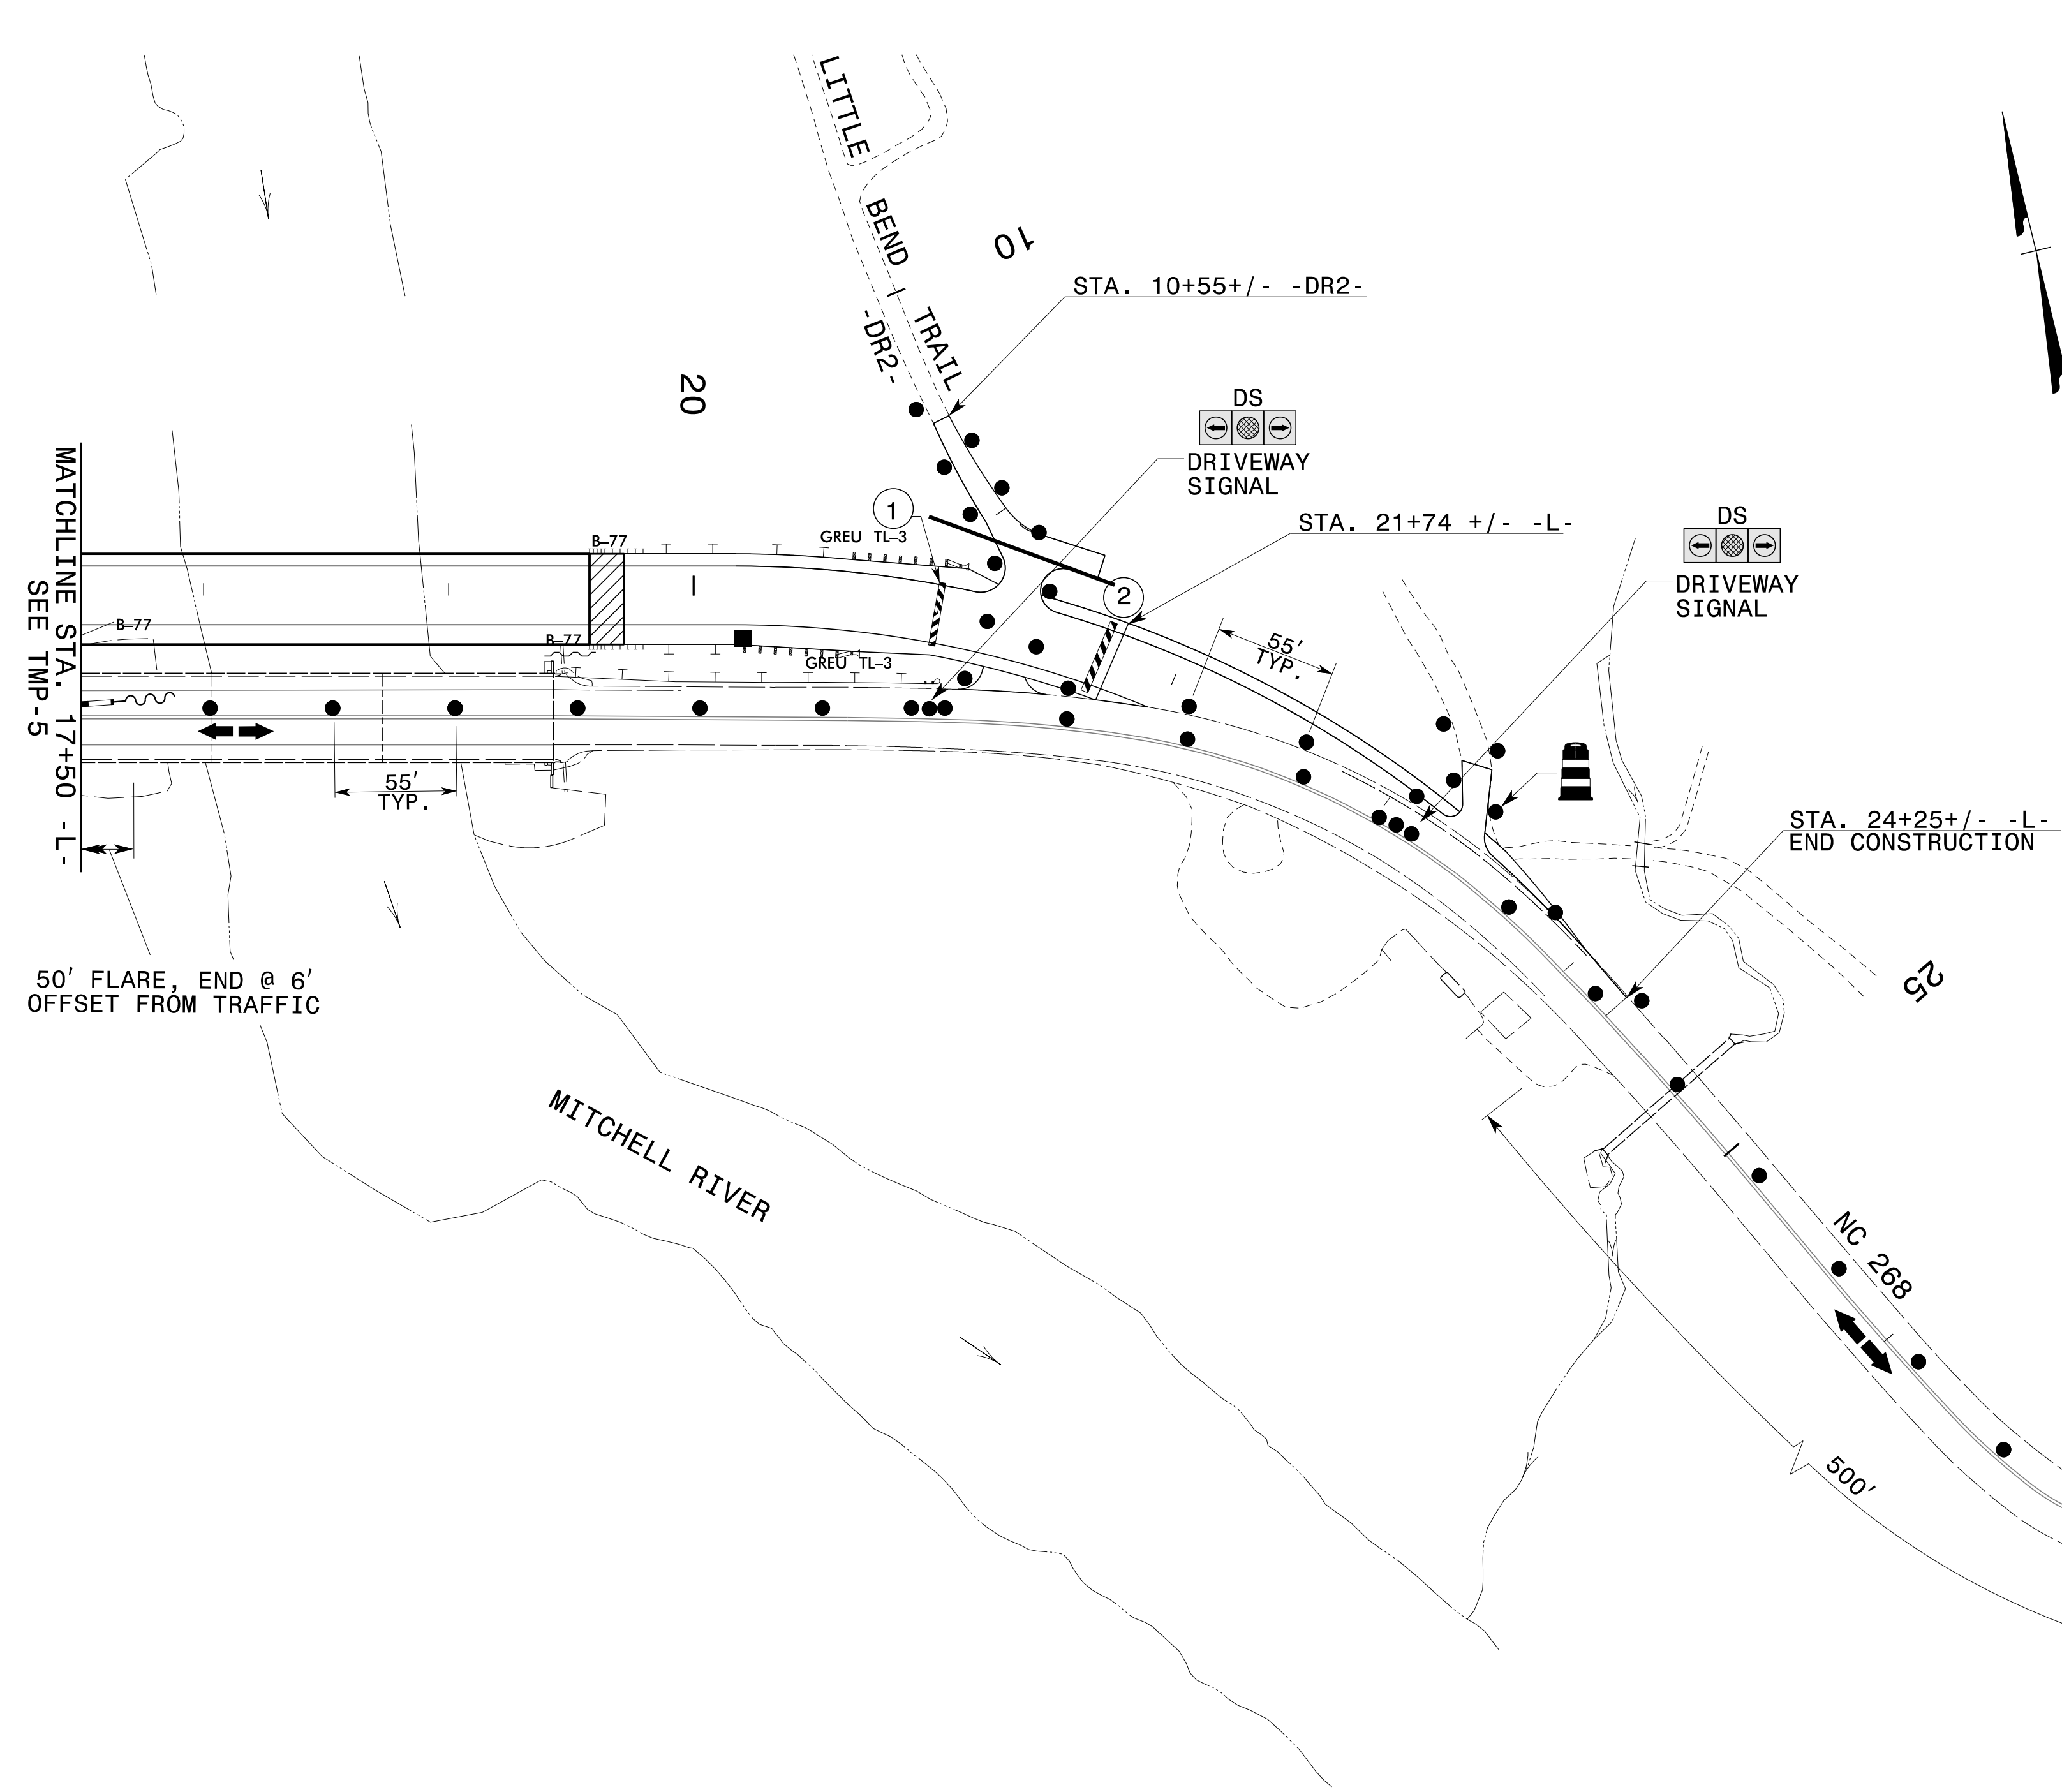 LITTLE BEND TRAIL
-DR2-
10
STA. 10+55+/- -DR2-
20
DS
DRIVEWAY
SIGNAL
DS
DRIVEWAY
SIGNAL
1
2
STA. 21+74 +/- -L-
GREU TL-3
GREU TL-3
B-77
B-77
B-77
MATCHLINE STA. 17+50 -L-
SEE TMP-5
55'
TYP.
55'
TYP.
STA. 24+25+/- -L-
END CONSTRUCTION
25
50' FLARE, END @ 6'
OFFSET FROM TRAFFIC
MITCHELL RIVER
NC 268
500'